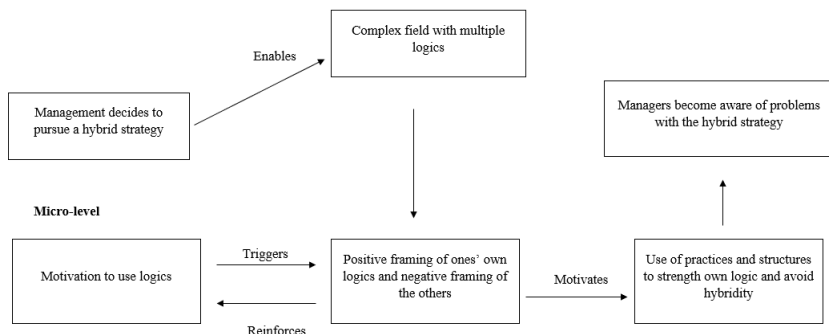 Complex field with multiple
logics
Enables
Management decides to
pursue a hybrid strategy
Managers become aware of problems
with the hybrid strategy
Micro-level
Motivation to use logics
Triggers
Reinforces
Positive framing of ones’ own
logics and negative framing of
the others
Motivates
Use of practices and structures
to strength own logic and avoid
hybridity